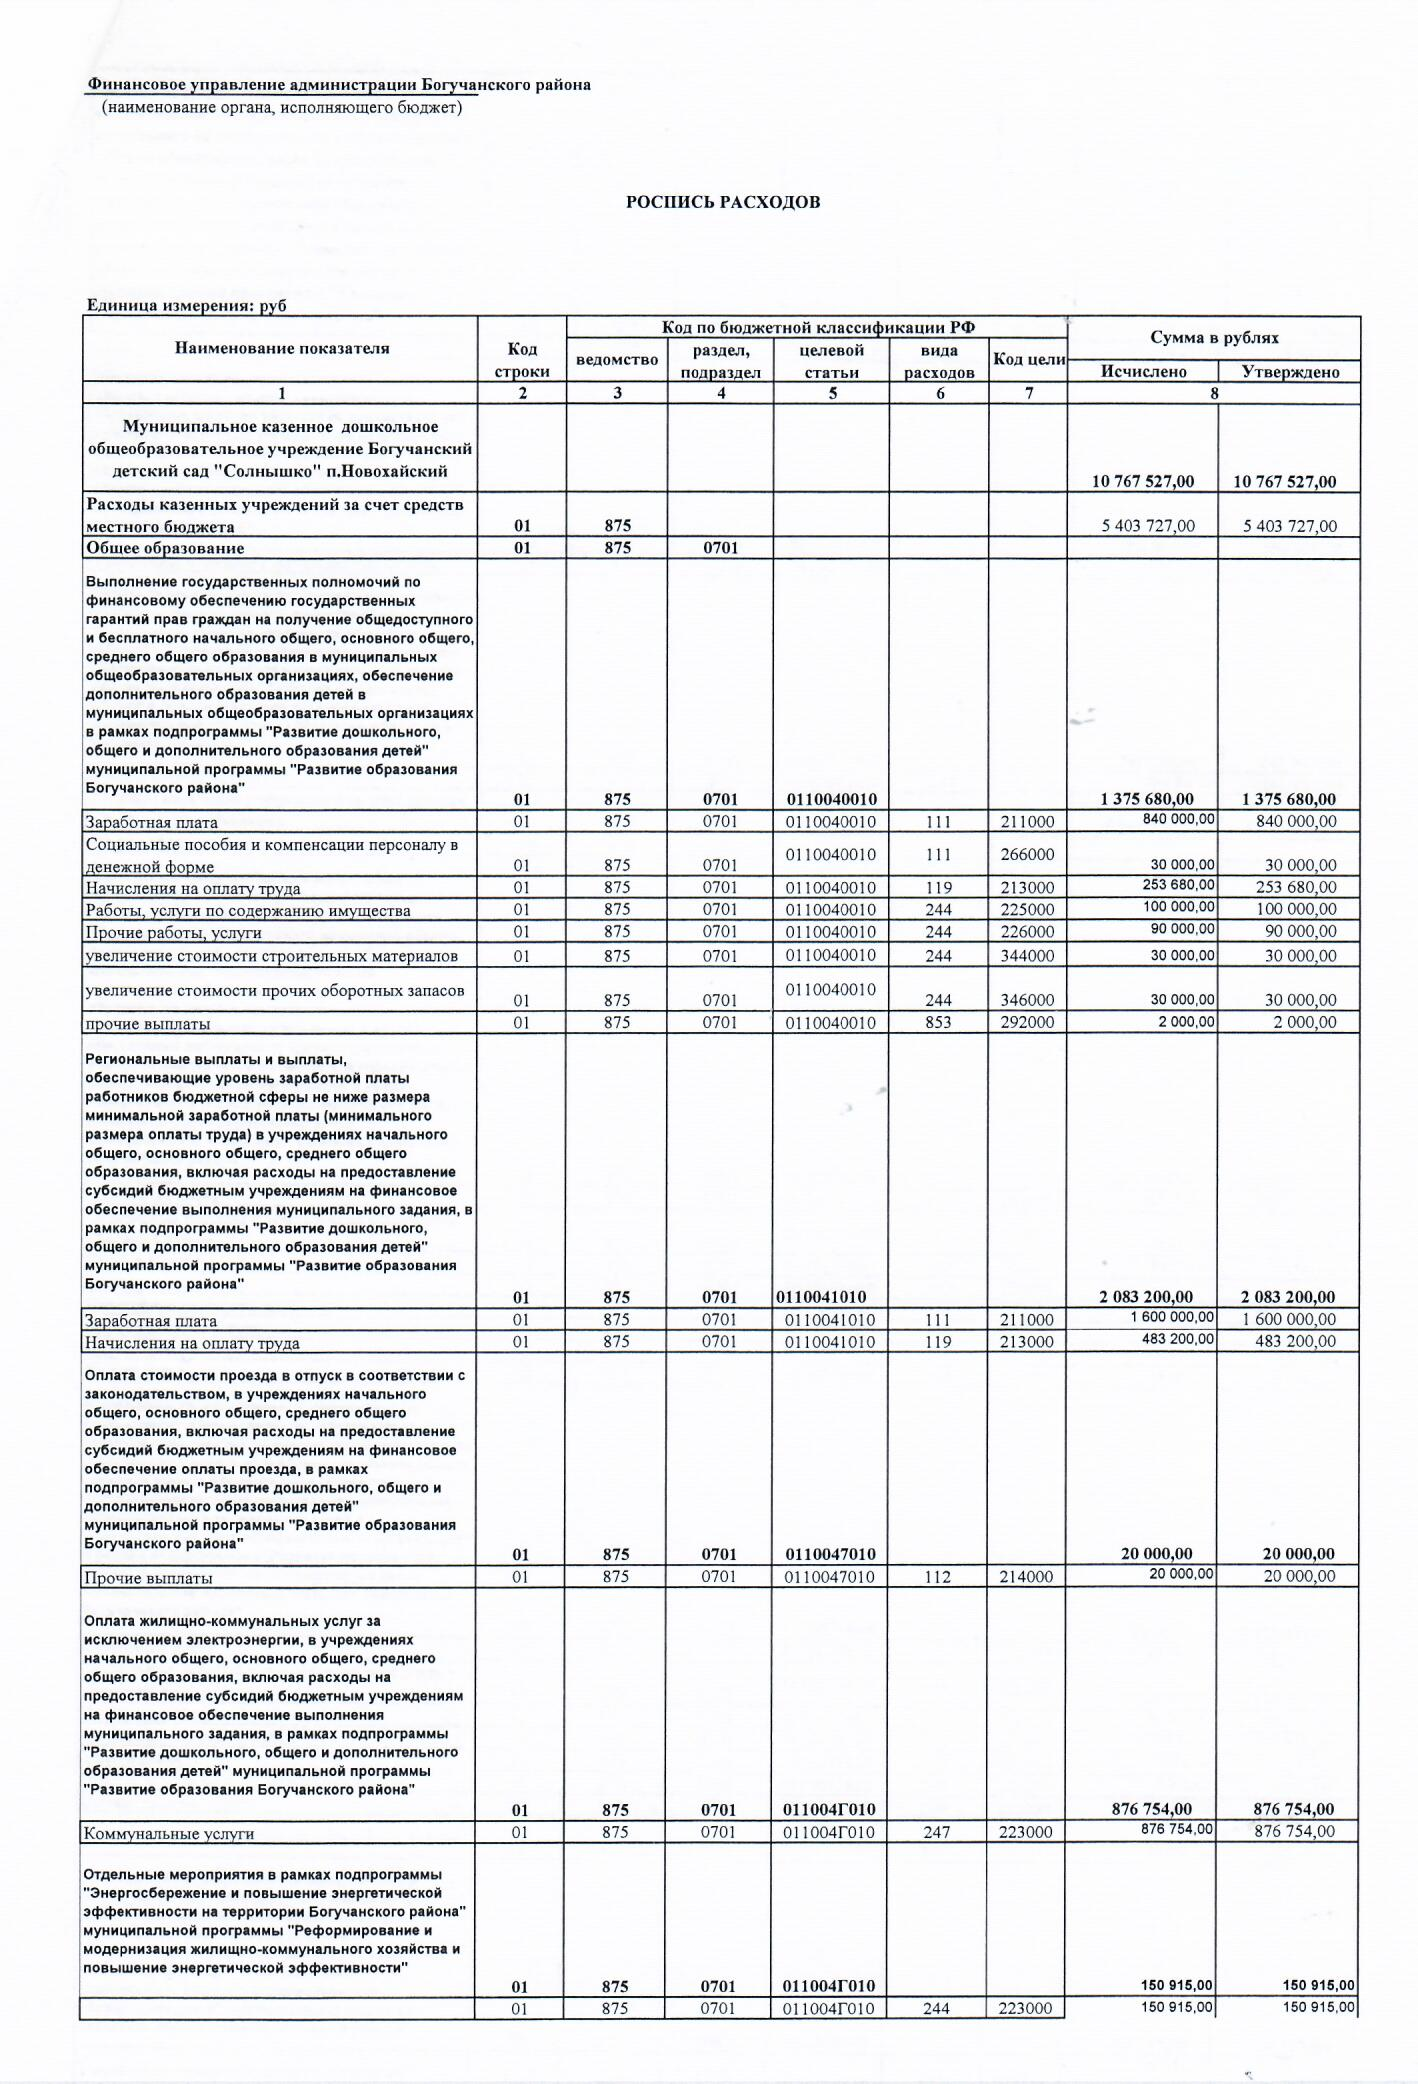 Финансовое управление администрации Богучанского района
(наименование органа, исполняющего бюджет)
РОСПИСЬ РАСХОДОВ
Единица измерения: руб
Наименование показателя
Код строки
Код по бюджетной классификации РФ
Сумма в рублях
ведомство
раздел, подраздел
целевой статьи
вида расходов
Код цели
Исчислено
Утверждено
1 2 3 4 5 6 7 8
Муниципальное казенное дошкольное
общеобразовательное учреждение Богучанский
детский сад "Солнышко" п.Новохайский
10 767 527,00 10 767 527,00
Расходы казенных учреждений за счет средств
местного бюджета 01 875 5 403 727,00 5 403 727,00
Общее образование 01 875 0701
Выполнение государственных полномочий по
финансовому обеспечению государственных
гарантий прав граждан на получение общедоступного
и бесплатного начального общего, основного общего,
среднего общего образования в муниципальных
общеобразовательных организациях, обеспечение
дополнительного образования детей в
муниципальных общеобразовательных организациях
в рамках подпрограммы "Развитие дошкольного,
общего и дополнительного образования детей"
муниципальной программы "Развитие образования
Богучанского района"
01 875 0701 0110040010 1 375 680,00 1 375 680,00
Заработная плата 01 875 0701 0110040010 111 211000 840 000,00 840 000,00
Социальные пособия и компенсации персоналу в
денежной форме 01 875 0701 0110040010 111 266000 30 000,00 30 000,00
Начисления на оплату труда 01 875 0701 0110040010 119 213000 253 680,00 253 680,00
Работы, услуги по содержанию имущества 01 875 0701 0110040010 244 225000 100 000,00 100 000,00
Прочие работы, услуги 01 875 0701 0110040010 244 226000 90 000,00 90 000,00
увеличение стоимости строительных материалов 01 875 0701 0110040010 244 344000 30 000,00 30 000,00
увеличение стоимости прочих оборотных запасов 01 875 0701 0110040010 244 346000 30 000,00 30 000,00
прочие выплаты 01 875 0701 0110040010 853 292000 2 000,00 2 000,00
Региональные выплаты и выплаты,
обеспечивающие уровень заработной платы
работников бюджетной сферы не ниже размера
минимальной заработной платы (минимального
размера оплаты труда) в учреждениях начального
общего, основного общего, среднего общего
образования, включая расходы на предоставление
субсидий бюджетным учреждениям на финансовое
обеспечение выполнения муниципального задания, в
рамках подпрограммы "Развитие дошкольного,
общего и дополнительного образования детей"
муниципальной программы "Развитие образования
Богучанского района"
01 875 0701 0110041010 2 083 200,00 2 083 200,00
Заработная плата 01 875 0701 0110041010 111 211000 1 600 000,00 1 600 000,00
Начисления на оплату труда 01 875 0701 0110041010 119 213000 483 200,00 483 200,00
Оплата стоимости проезда в отпуск в соответствии с
законодательством, в учреждениях начального
общего, основного общего, среднего общего
образования, включая расходы на предоставление
субсидий бюджетным учреждениям на финансовое
обеспечение оплаты проезда, в рамках
подпрограммы "Развитие дошкольного, общего и
дополнительного образования детей"
муниципальной программы "Развитие образования
Богучанского района"
01 875 0701 0110047010 20 000,00 20 000,00
Прочие выплаты 01 875 0701 0110047010 112 214000 20 000,00 20 000,00
Оплата жилищно-коммунальных услуг за
исключением электроэнергии, в учреждениях
начального общего, основного общего, среднего
общего образования, включая расходы на
предоставление субсидий бюджетным учреждениям
на финансовое обеспечение выполнения
муниципального задания, в рамках подпрограммы
"Развитие дошкольного, общего и дополнительного
образования детей" муниципальной программы
"Развитие образования Богучанского района"
01 875 0701 011004Г010 876 754,00 876 754,00
Коммунальные услуги 01 875 0701 011004Г010 247 223000 876 754,00 876 754,00
Отдельные мероприятия в рамках подпрограммы
"Энергосбережение и повышение энергетической
эффективности на территории Богучанского района"
муниципальной программы "Реформирование и
модернизация жилищно-коммунального хозяйства и
повышение энергетической эффективности"
01 875 0701 011004Г010 150 915,00 150 915,00
01 875 0701 011004Г010 244 223000 150 915,00 150 915,00